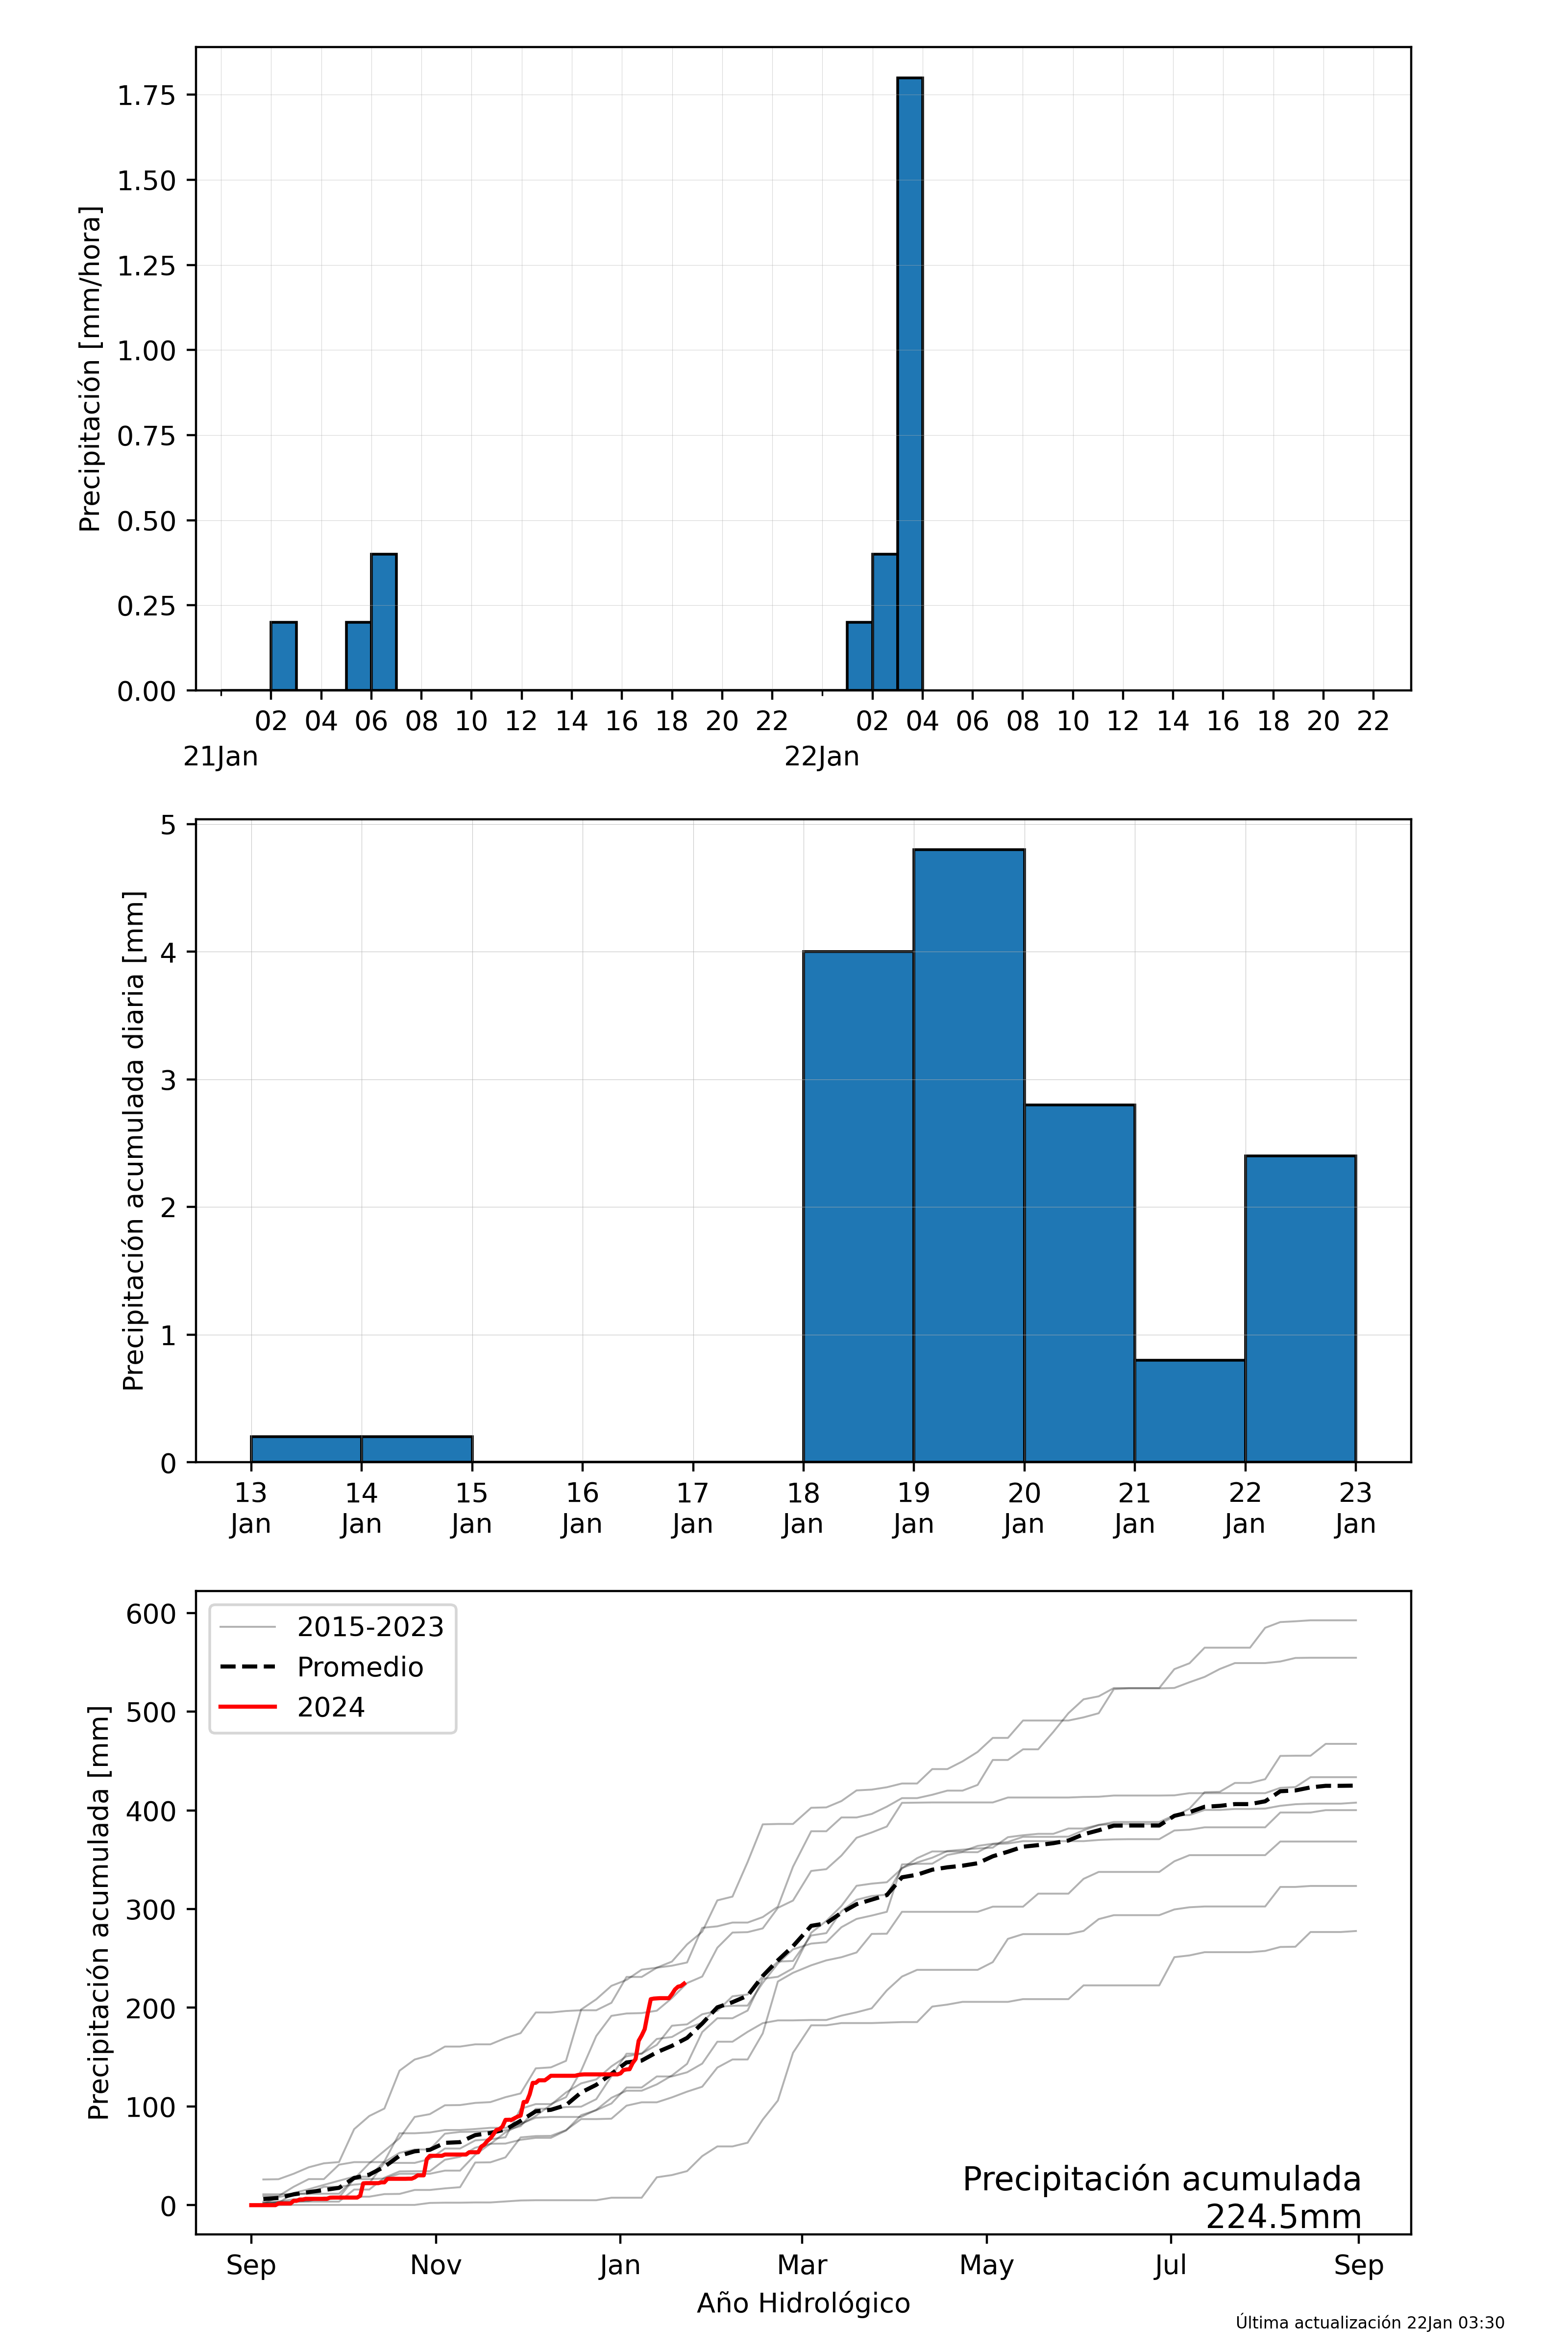 1.75
1.50
1.25
1.00
0.75
0.50
0.25
0.00
Precipitación [mm/hora]
02 04 06 08 10 12 14 16 18 20 22 02 04 06 08 10 12 14 16 18 20 22
21Jan 22Jan
5
4
3
2
1
0
Precipitación acumulada diaria [mm]
13 14 15 16 17 18 19 20 21 22 23
Jan Jan Jan Jan Jan Jan Jan Jan Jan Jan Jan
600
500
400
300
200
100
0
Precipitación acumulada [mm]
2015-2023
Promedio
2024
Precipitación acumulada
224.5mm
Sep Nov Jan Mar May Jul Sep
Año Hidrológico
Última actualización 22Jan 03:30